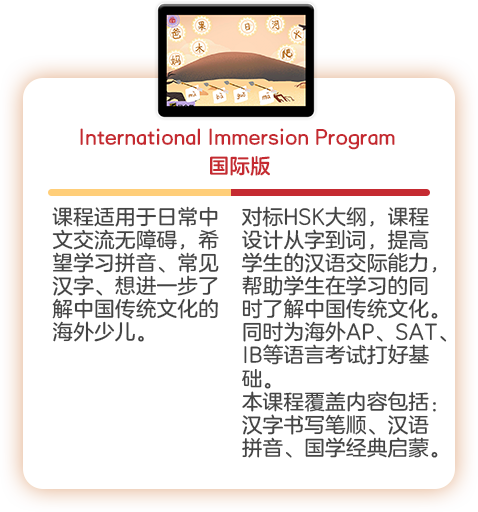 爸
果
日
河
火
木
妈
爬
mù
bà
guǒ
mā
International Immersion Program
国际版
课程适用于日常中
文交流无障碍，希
望学习拼音、常见
汉字、想进一步了
解中国传统文化的
海外少儿。
对标HSK大纲，课程
设计从字到词，提高
学生的汉语交际能力，
帮助学生在学习的同
时了解中国传统文化。
同时为海外AP、SAT、
IB等语言考试打好基
础。
本课程覆盖内容包括：
汉字书写笔顺、汉语
拼音、国学经典启蒙。